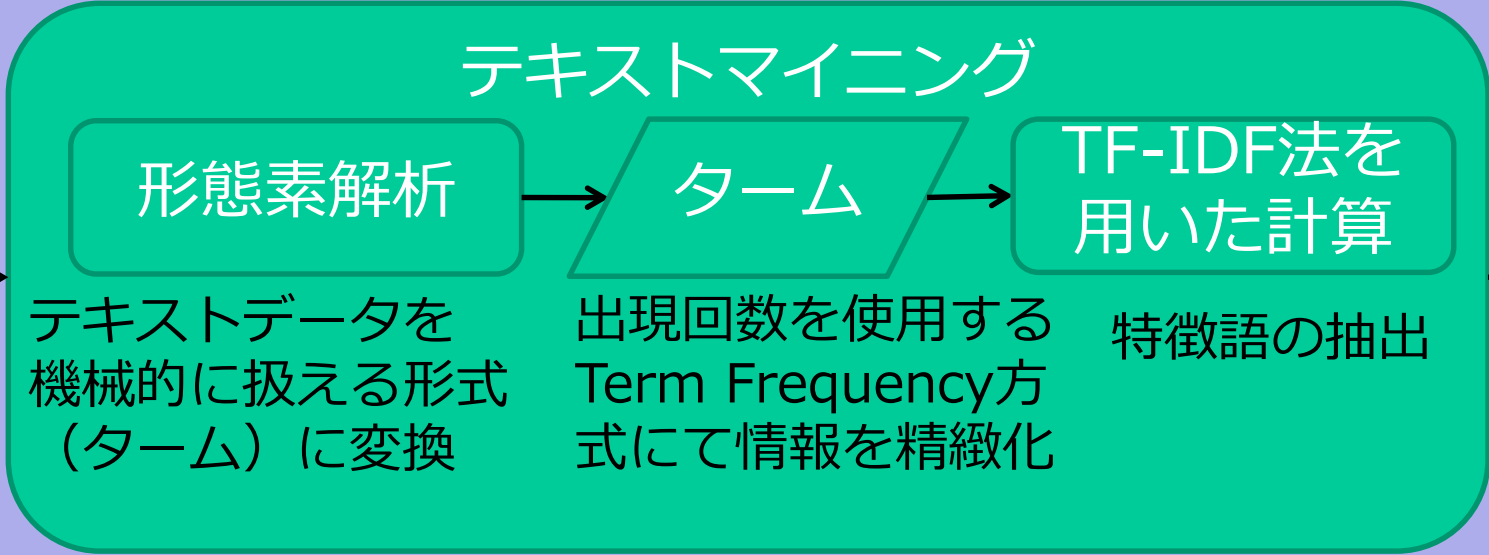 テキストマイニング
形態素解析
ターム
TF-IDF法を
用いた計算
テキストデータを
機械的に扱える形式
（ターム）に変換
出現回数を使用する
Term Frequency方
式にて情報を精緻化
特徴語の抽出